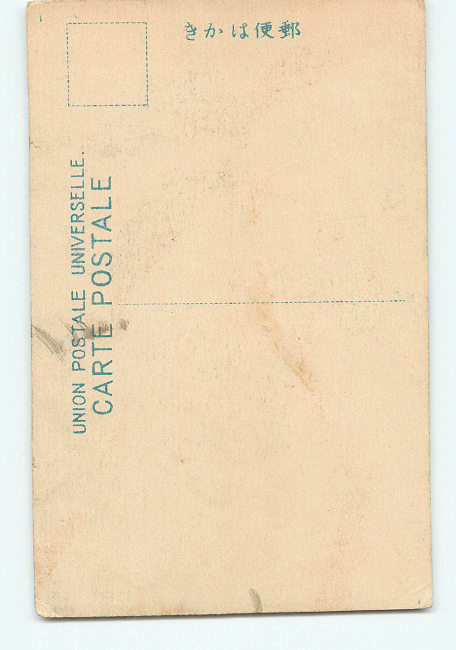 郵便はかき
UNION POSTALE UNIVERSELLE.
CARTE POSTALE